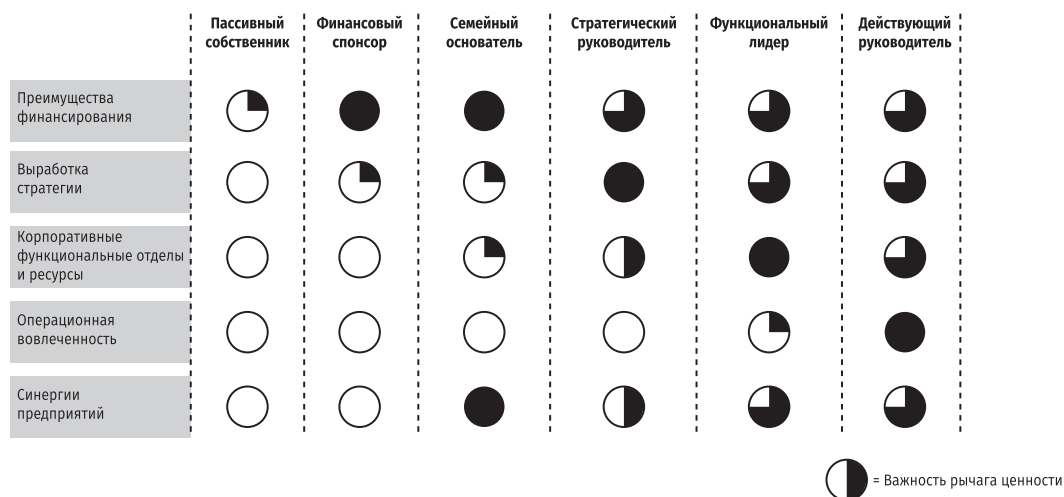 Пассивный
собственник
Финансовый
спонсор
Семейный
основатель
Стратегический
руководитель
Функциональный
лидер
Действующий
руководитель
Преимущества
финансирования
Выработка
стратегии
Корпоративные
функциональные отделы
и ресурсы
Операционная
вовлеченность
Синергии
предприятий
= Важность рычага ценности